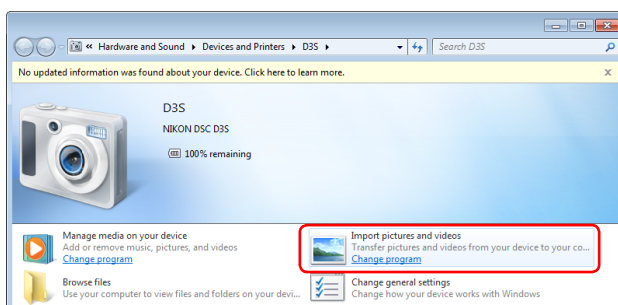 « Hardware and Sound ▸ Devices and Printers ▸ D3S ▸ Search D3S
No updated information was found about your device. Click here to learn more. x
D3S
NIKON DSC D3S
100% remaining
Manage media on your device
Add or remove music, pictures, and videos
Change program
Import pictures and videos
Transfer pictures and videos from your device to your co...
Change program
Browse files
Use your computer to view files and folders on your devi...
Change general settings
Change how your device works with Windows